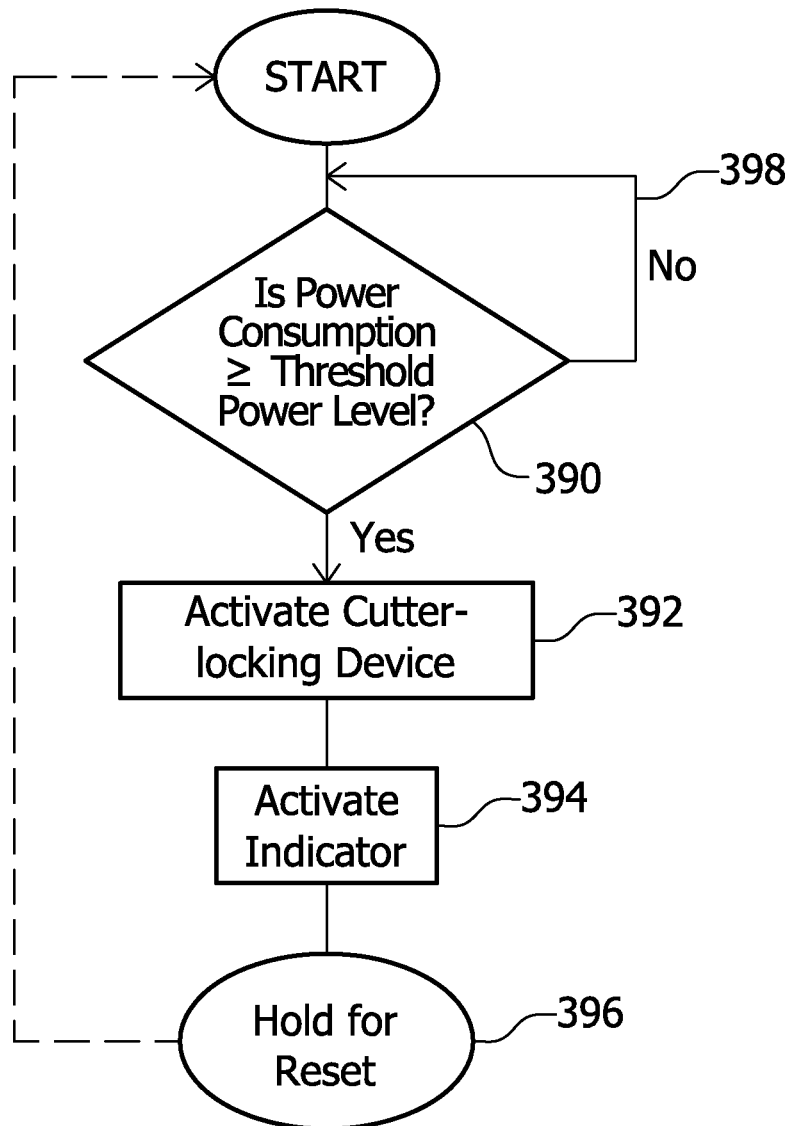 START
398
No
Is Power
Consumption
≥ Threshold
Power Level?
390
Yes
Activate Cutter-
locking Device
392
Activate
Indicator
394
Hold for
Reset
396